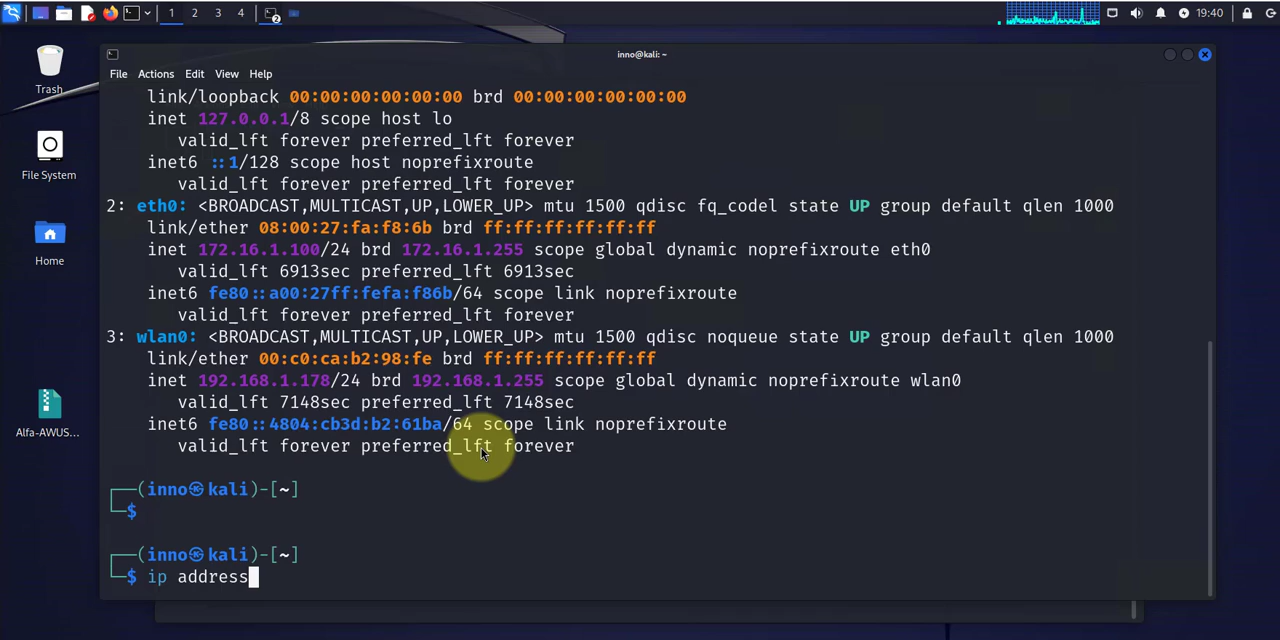 1 2 3 4 2 19:40
inno@kali: ~
File Actions Edit View Help
Trash
File System
Home
Alfa-AWUS...
link/loopback 00:00:00:00:00:00 brd 00:00:00:00:00:00
inet 127.0.0.1/8 scope host lo
valid_lft forever preferred_lft forever
inet6 ::1/128 scope host noprefixroute
valid_lft forever preferred_lft forever
2: eth0: <BROADCAST,MULTICAST,UP,LOWER_UP> mtu 1500 qdisc fq_codel state UP group default qlen 1000
link/ether 08:00:27:fa:f8:6b brd ff:ff:ff:ff:ff:ff
inet 172.16.1.100/24 brd 172.16.1.255 scope global dynamic noprefixroute eth0
valid_lft 6913sec preferred_lft 6913sec
inet6 fe80::a00:27ff:fefa:f86b/64 scope link noprefixroute
valid_lft forever preferred_lft forever
3: wlan0: <BROADCAST,MULTICAST,UP,LOWER_UP> mtu 1500 qdisc noqueue state UP group default qlen 1000
link/ether 00:c0:ca:b2:98:fe brd ff:ff:ff:ff:ff:ff
inet 192.168.1.178/24 brd 192.168.1.255 scope global dynamic noprefixroute wlan0
valid_lft 7148sec preferred_lft 7148sec
inet6 fe80::4804:cb3d:b2:61ba/64 scope link noprefixroute
valid_lft forever preferred_lft forever
┌──(inno㉿kali)-[~]
└─$
┌──(inno㉿kali)-[~]
└─$ ip address